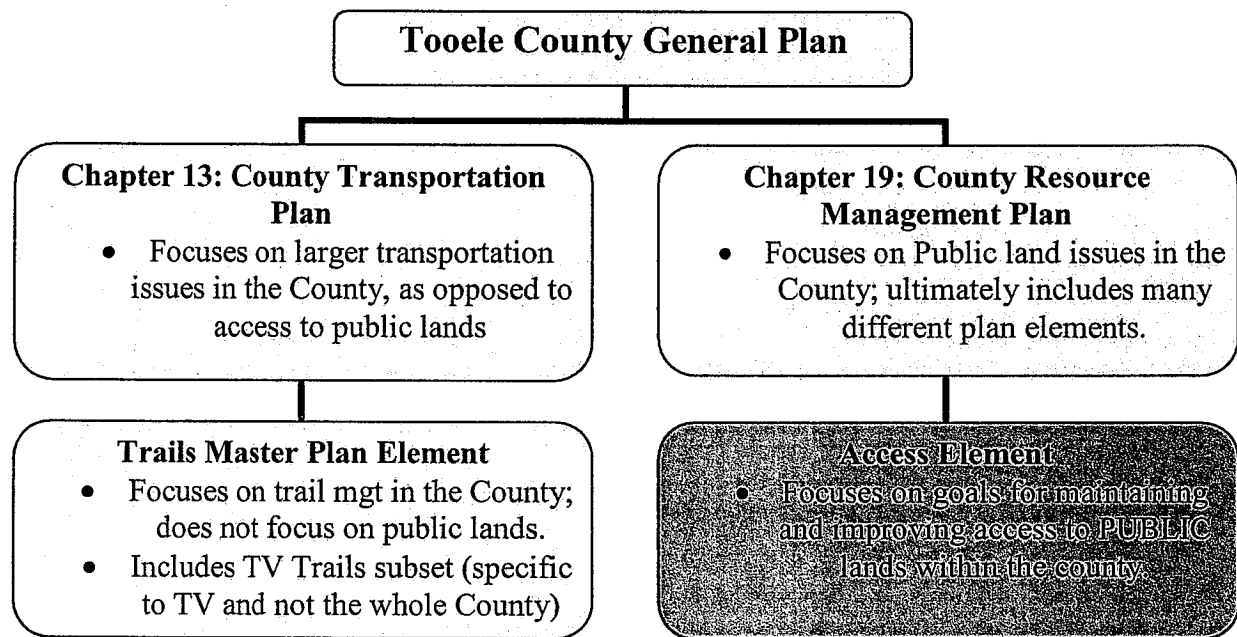 Tooele County General Plan
Chapter 13: County Transportation
Plan
• Focuses on larger transportation
issues in the County, as opposed to
access to public lands
Chapter 19: County Resource
Management Plan
• Focuses on Public land issues in the
County; ultimately includes many
different plan elements.
Trails Master Plan Element
• Focuses on trail mgt in the County;
does not focus on public lands.
• Includes TV Trails subset (specific
to TV and not the whole County)
Access Element
• Focuses on goals for maintaining
and improving access to PUBLIC
lands within the county.